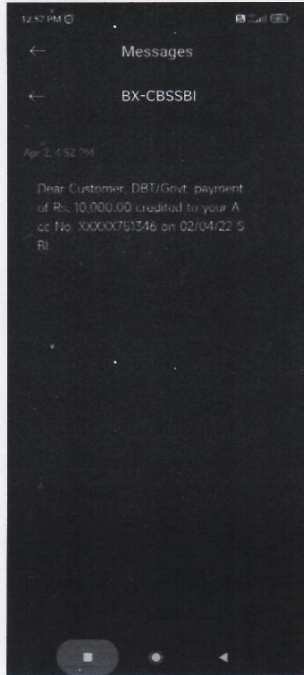 12:57 PM
Messages
BX-CBSSBI
Apr 2, 4:52 PM
Dear Customer, DBT/Govt. payment
of Rs. 10,000.00 credited to your A
cc No. XXXXX761346 on 02/04/22-S
BI